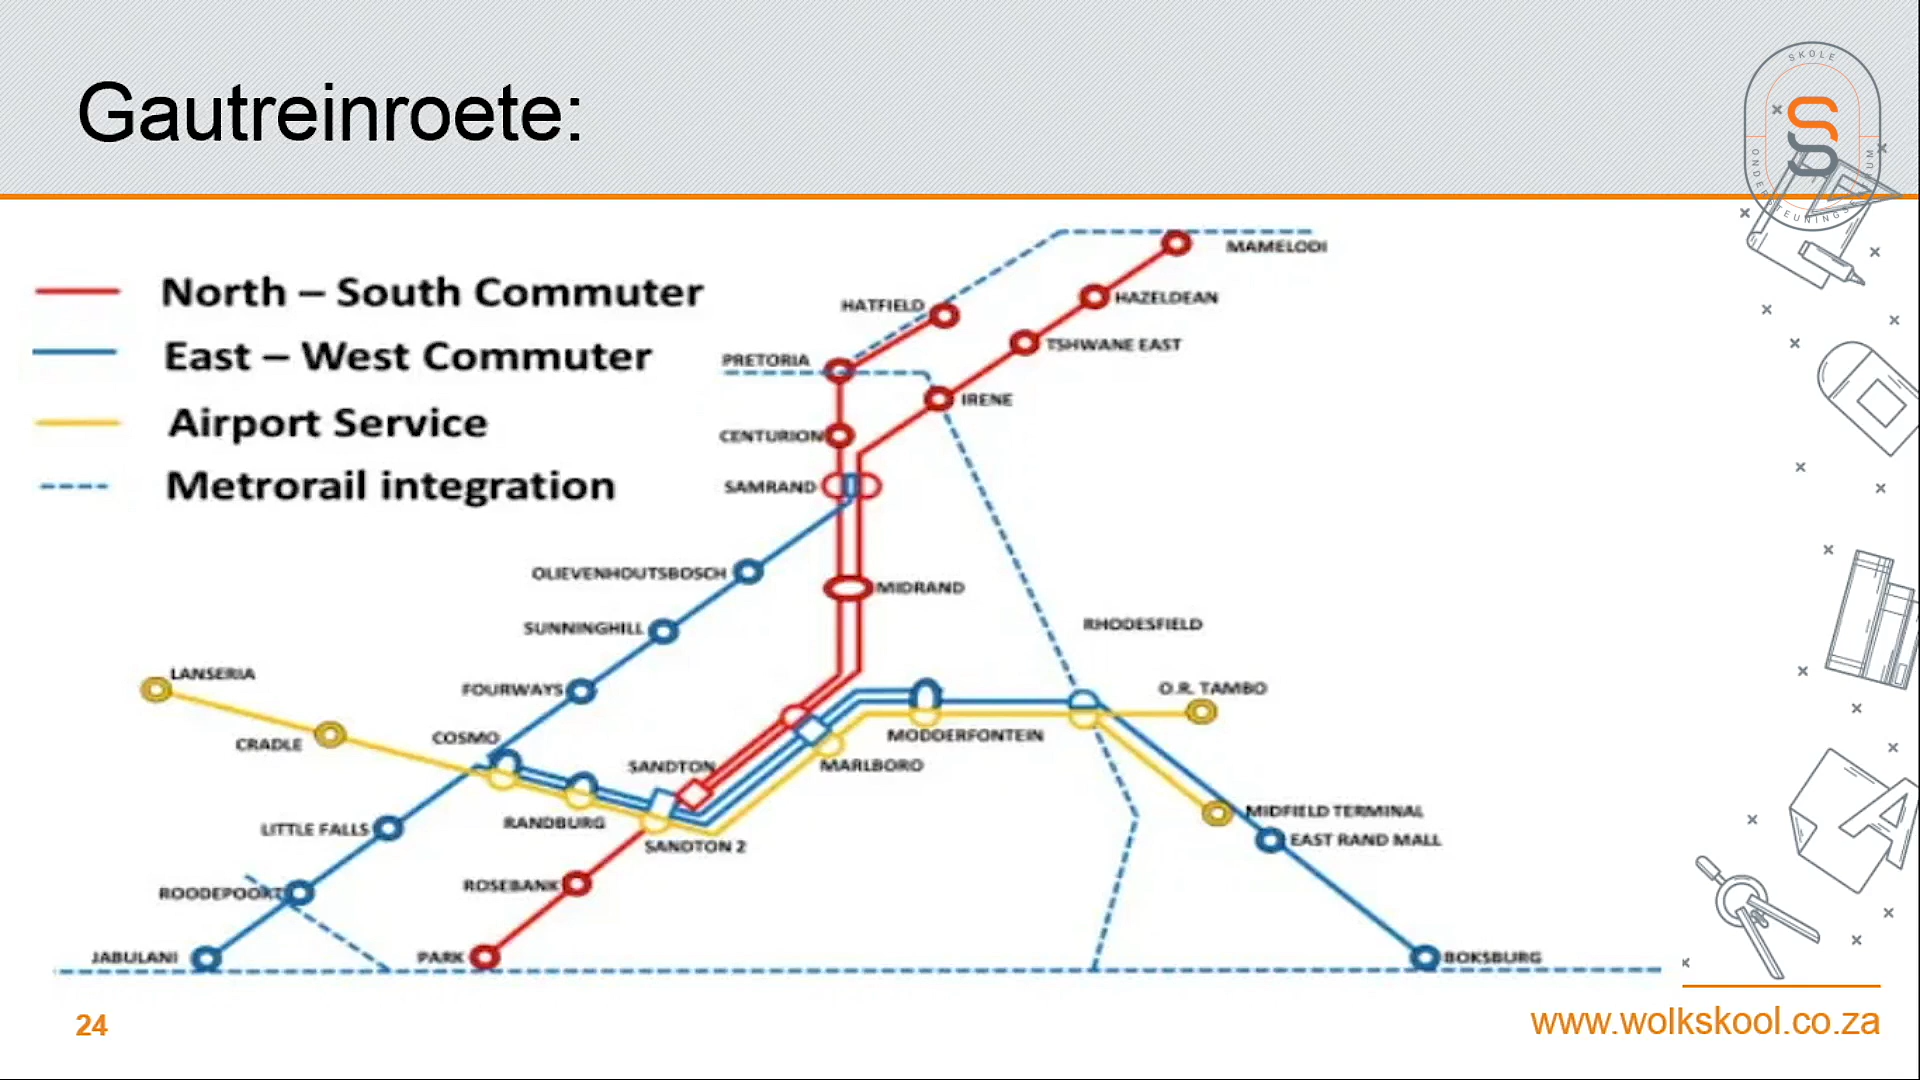 Gautreinroete:
SKOLE
ONDERSTEUNINGSENTRUM
North – South Commuter
East – West Commuter
Airport Service
Metrorail integration
MAMELODI
HAZELDEAN
HATFIELD
TSHWANE EAST
PRETORIA
IRENE
CENTURION
SAMRAND
OLIEVENHOUTSBOSCH
MIDRAND
SUNNINGHILL
RHODESFIELD
LANSERIA
FOURWAYS
O.R. TAMBO
COSMO
CRADLE
MODDERFONTEIN
SANDTON
MARLBORO
MIDFIELD TERMINAL
LITTLE FALLS
RANDBURG
EAST RAND MALL
SANDTON 2
ROODEPOORT
ROSEBANK
JABULANI
PARK
BOKSBURG
24
www.wolkskool.co.za